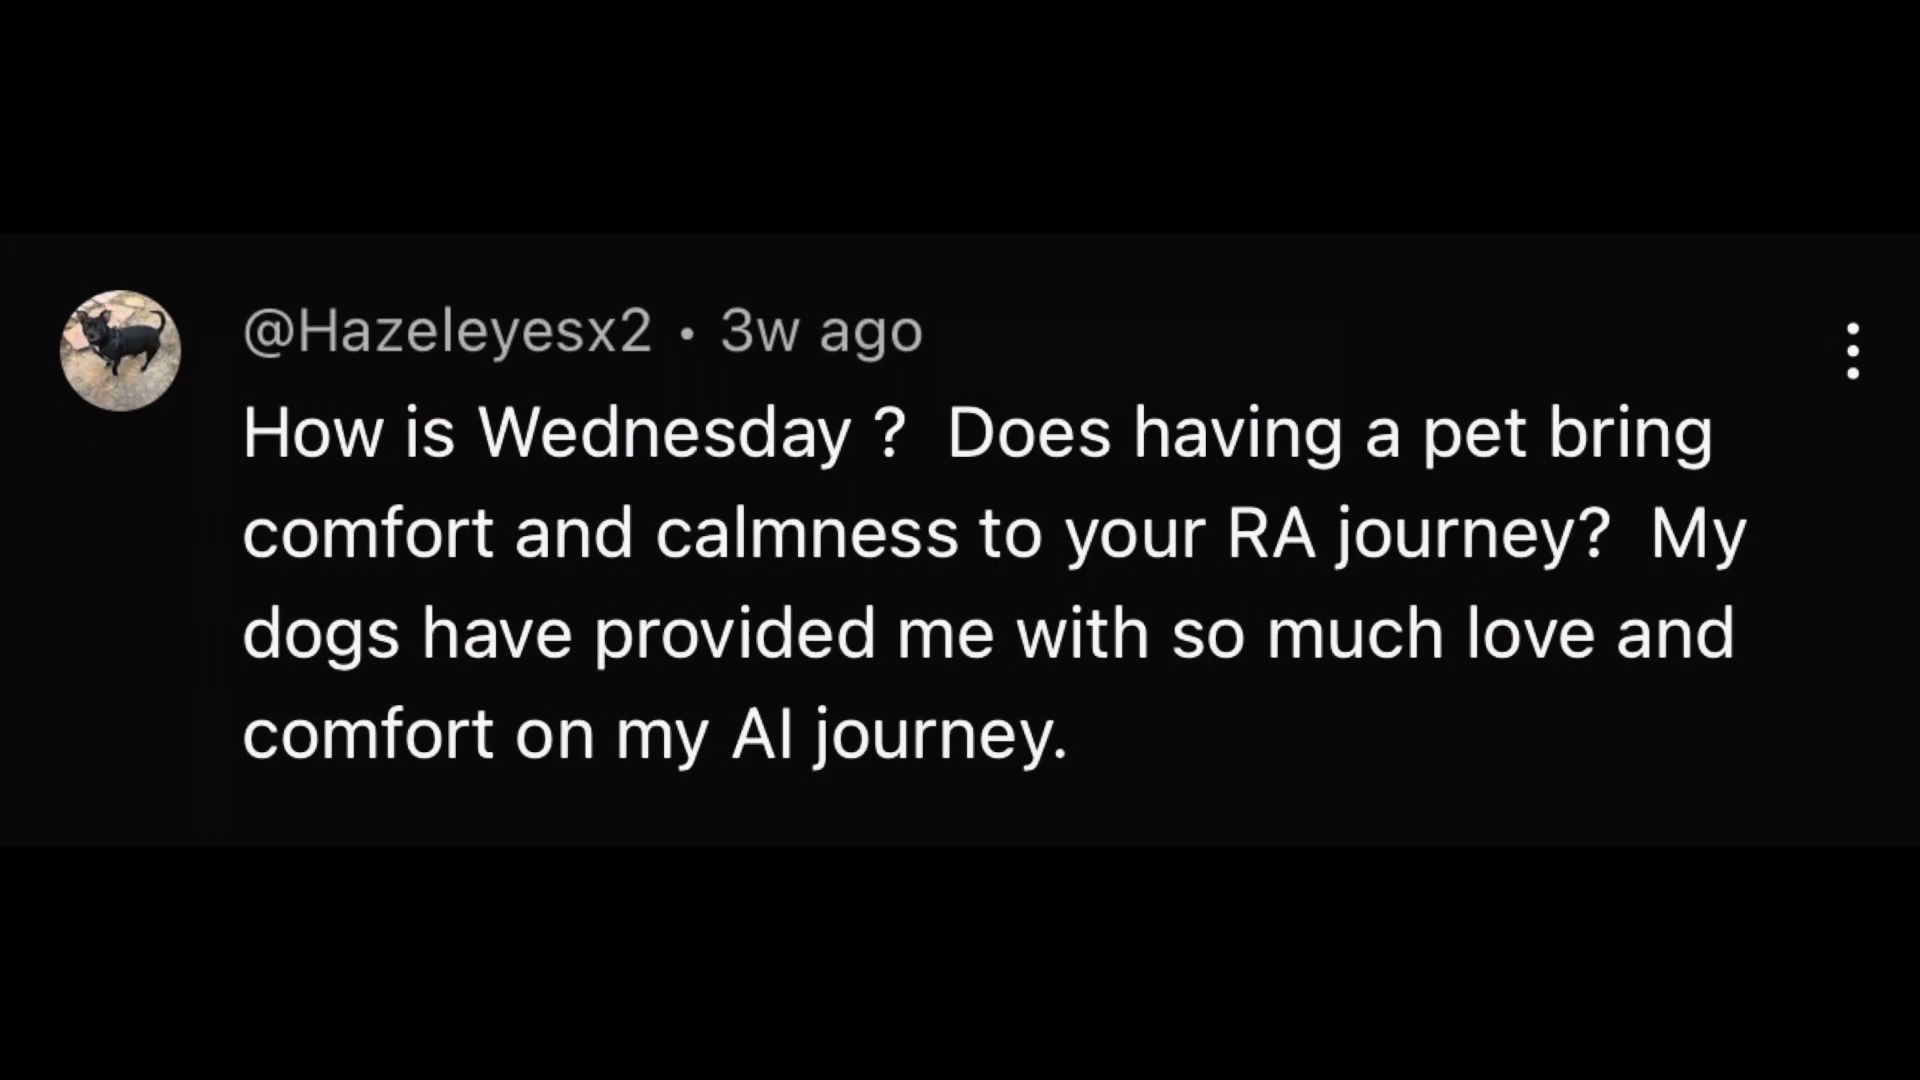 @Hazeleyesx2 • 3w ago
How is Wednesday ?  Does having a pet bring
comfort and calmness to your RA journey?  My
dogs have provided me with so much love and
comfort on my AI journey.